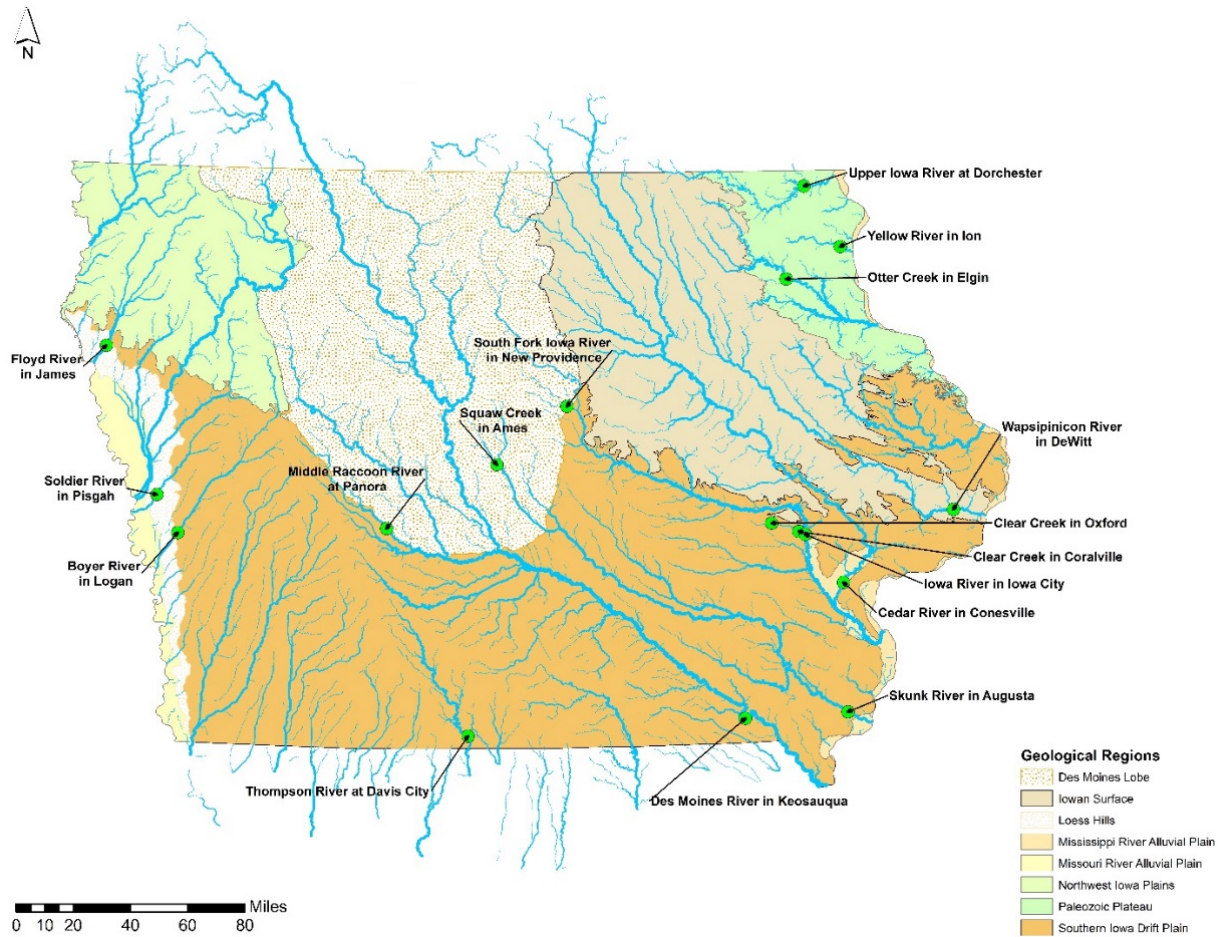 N
Upper Iowa River at Dorchester
Yellow River in Ion
Otter Creek in Elgin
South Fork Iowa River
in New Providence
Floyd River
in James
Squaw Creek
in Ames
Wapsipinicon River
in DeWitt
Middle Raccoon River
at Panora
Soldier River
in Pisgah
Clear Creek in Oxford
Clear Creek in Coralville
Boyer River
in Logan
Iowa River in Iowa City
Cedar River in Conesville
Skunk River in Augusta
Thompson River at Davis City
Des Moines River in Keosauqua
Geological Regions
Des Moines Lobe
Iowan Surface
Loess Hills
Mississippi River Alluvial Plain
Missouri River Alluvial Plain
Northwest Iowa Plains
Paleozoic Plateau
Southern Iowa Drift Plain
Miles
0 10 20 40 60 80